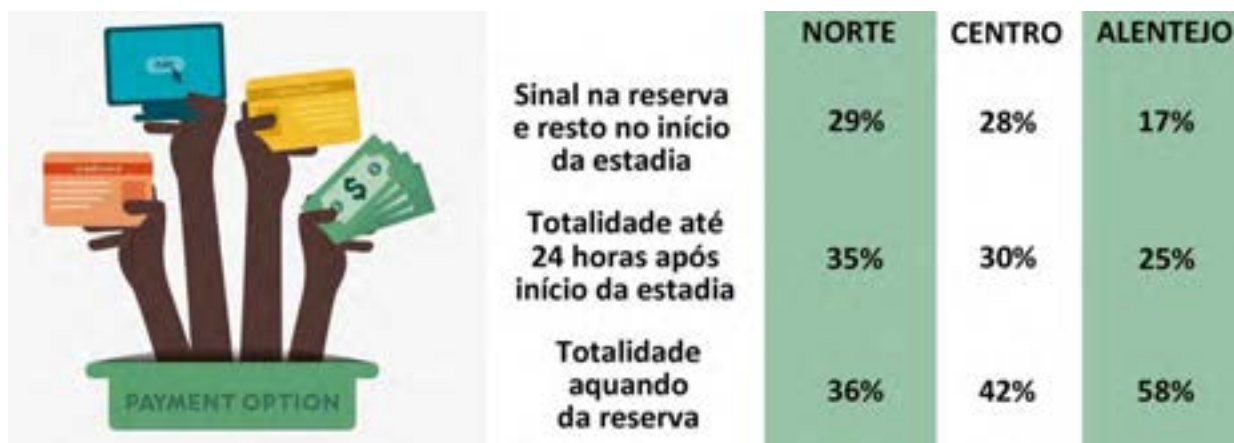 NORTE CENTRO ALENTEJO
Sinal na reserva
e resto no início
da estadia
29% 28% 17%
Totalidade até
24 horas após
início da estadia
35% 30% 25%
Totalidade
aquando
da reserva
36% 42% 58%
PAYMENT OPTION